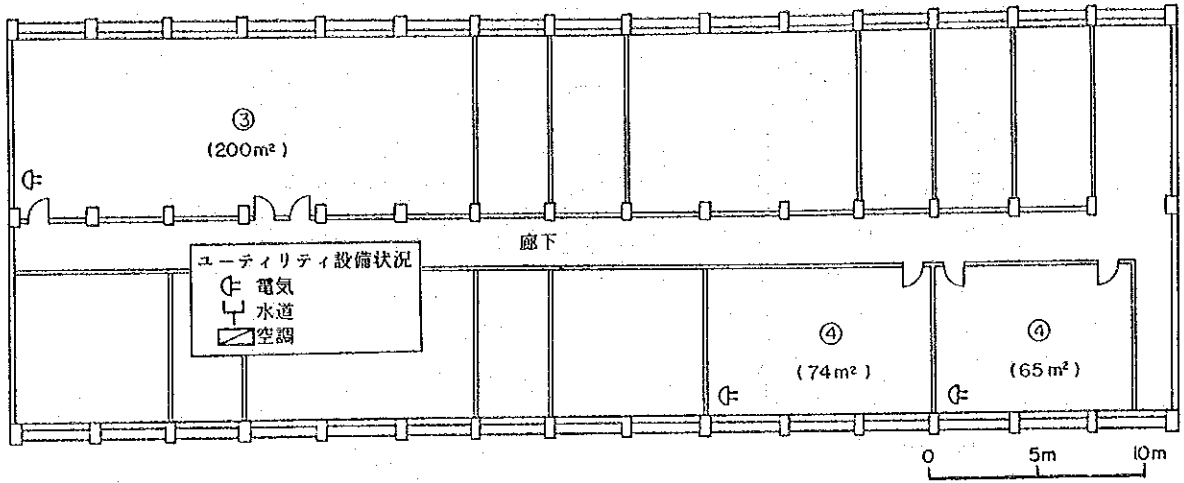 ③
(200m²)
廊下
ユーティリティ設備状況
電気
水道
空調
④
(74m²)
④
(65m²)
0 5m 10m